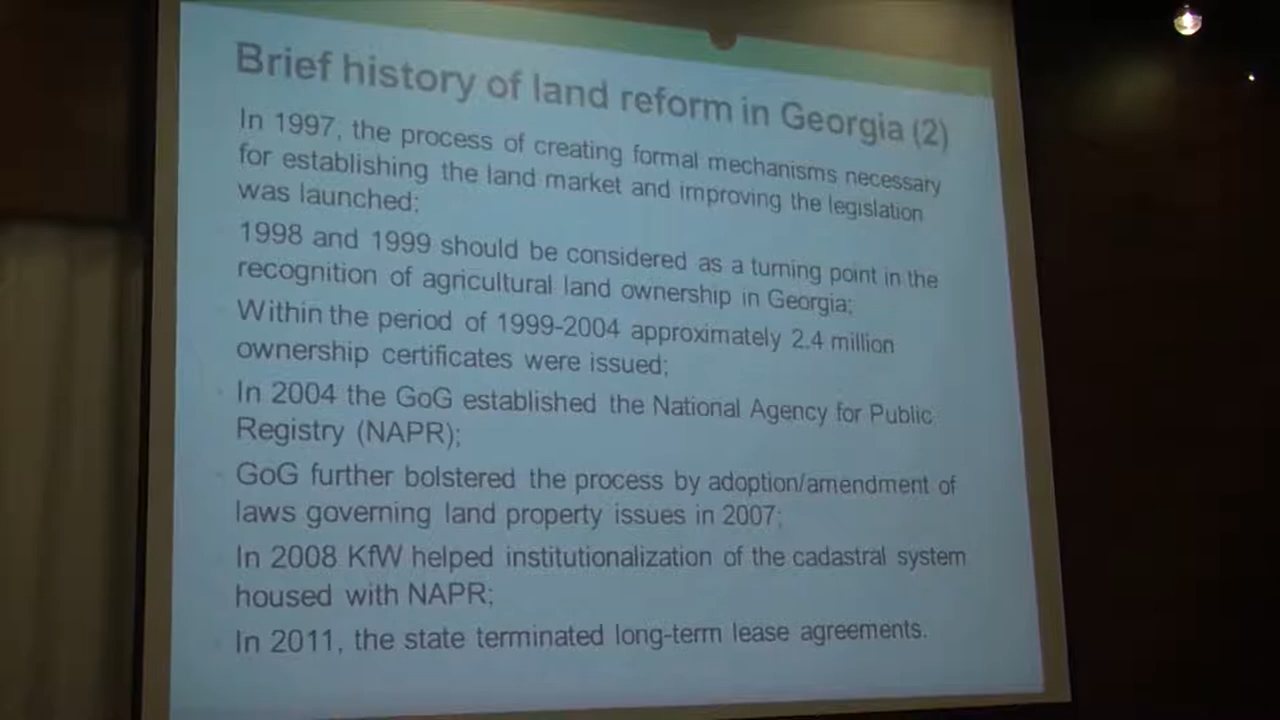 Brief history of land reform in Georgia (2)
In 1997, the process of creating formal mechanisms necessary
for establishing the land market and improving the legislation
was launched;
1998 and 1999 should be considered as a turning point in the
recognition of agricultural land ownership in Georgia;
Within the period of 1999-2004 approximately 2.4 million
ownership certificates were issued;
In 2004 the GoG established the National Agency for Public
Registry (NAPR);
GoG further bolstered the process by adoption/amendment of
laws governing land property issues in 2007;
In 2008 KfW helped institutionalization of the cadastral system
housed with NAPR;
In 2011, the state terminated long-term lease agreements.